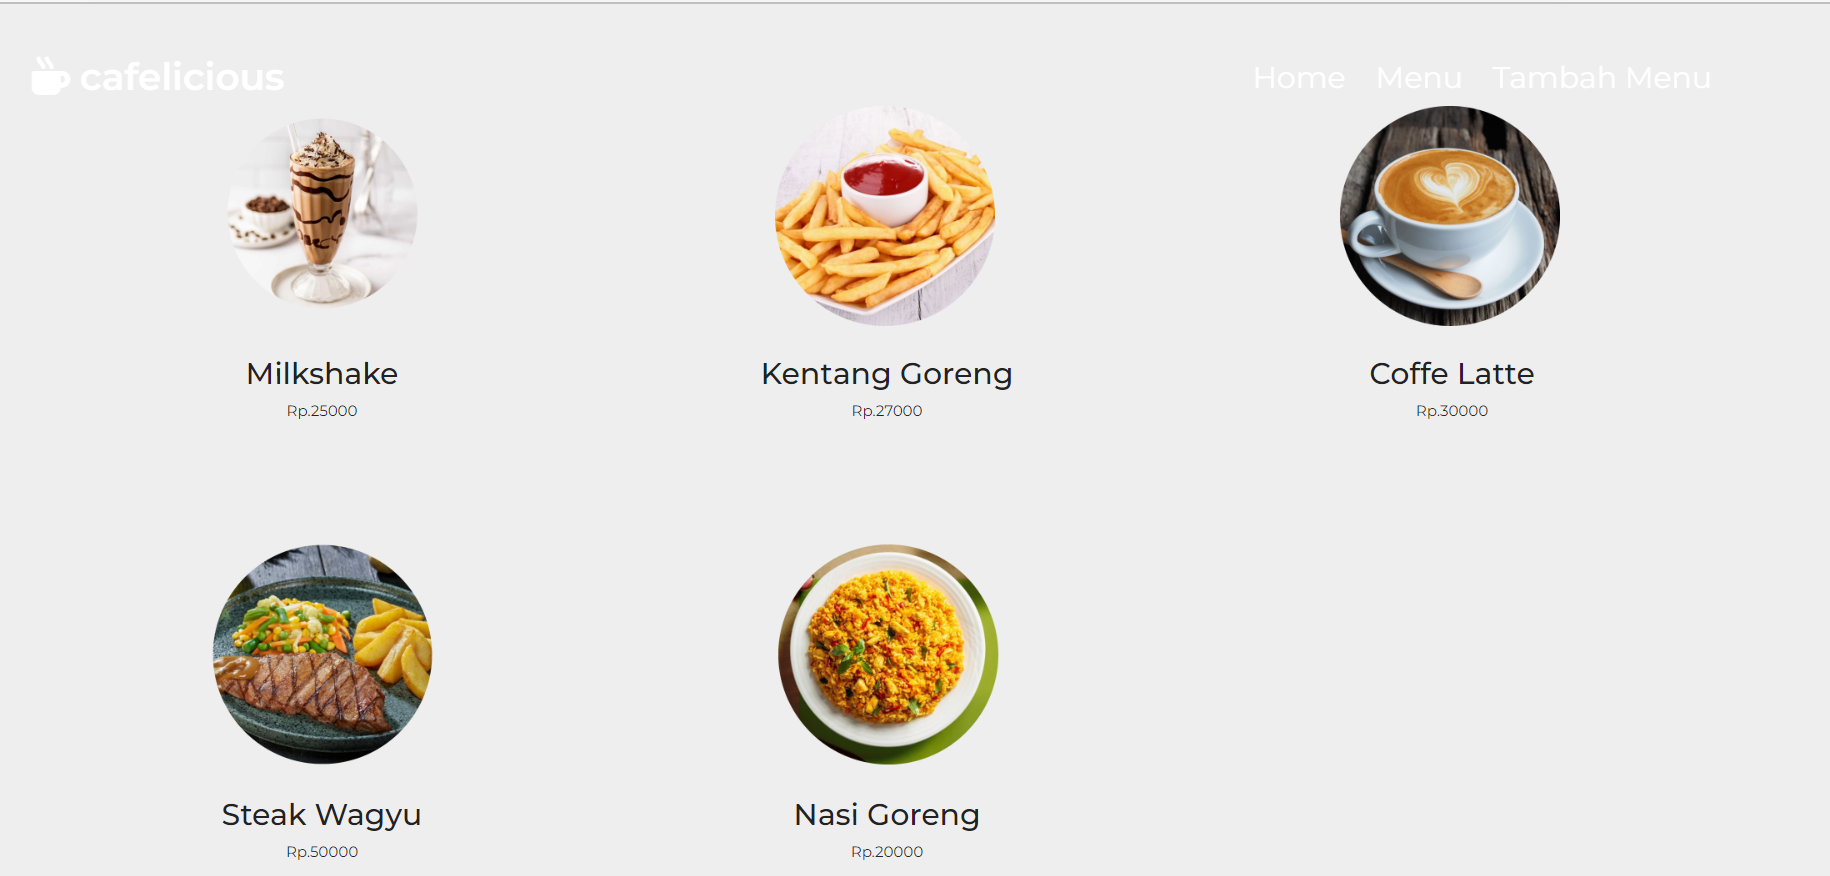 cafelicious
Home Menu Tambah Menu
Milkshake
Rp.25000
Kentang Goreng
Rp.27000
Coffe Latte
Rp.30000
Steak Wagyu
Rp.50000
Nasi Goreng
Rp.20000